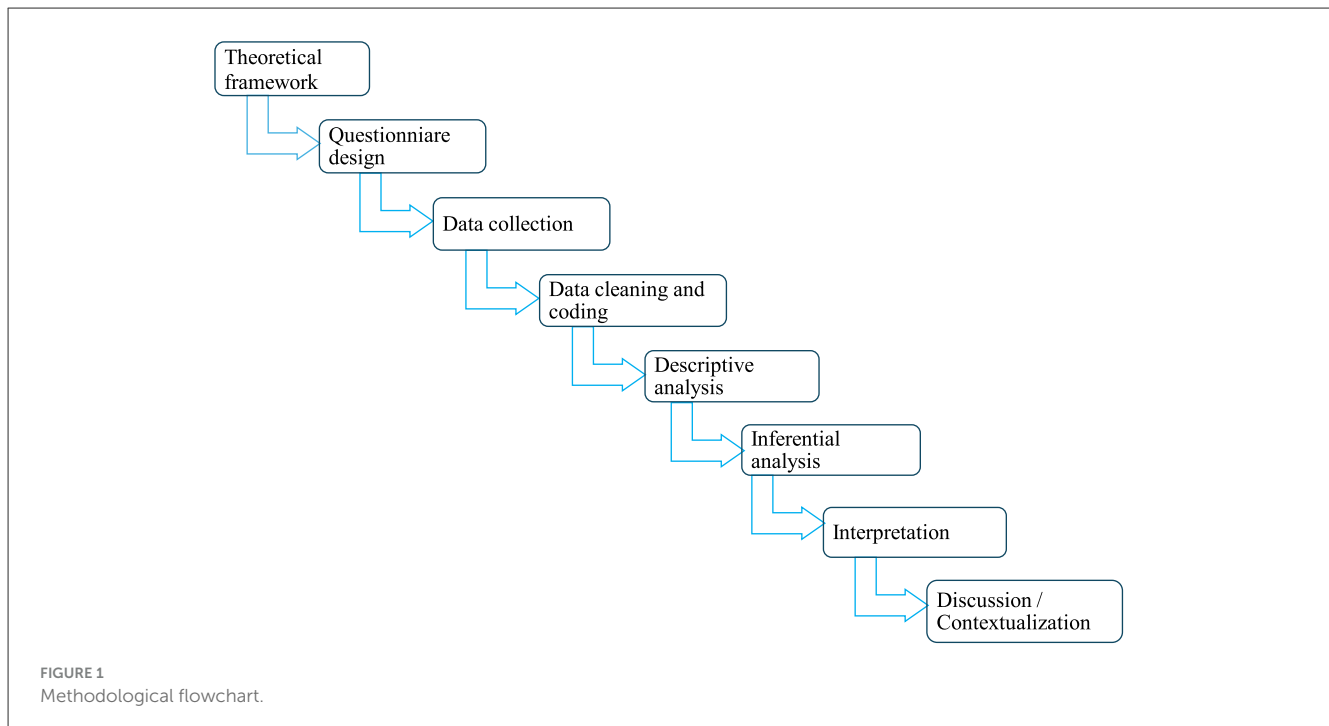 Theoretical
framework
Questionniare
design
Data collection
Data cleaning and
coding
Descriptive
analysis
Inferential
analysis
Interpretation
Discussion /
Contextualization
FIGURE 1
Methodological flowchart.